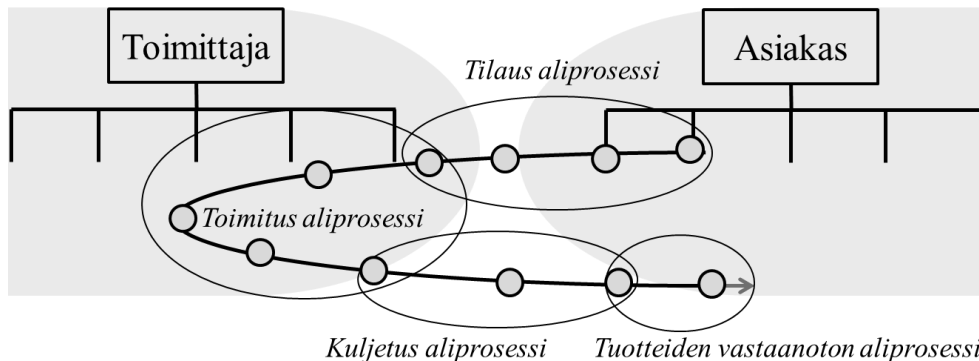 Toimittaja
Asiakas
Tilaus aliprosessi
Toimitus aliprosessi
Kuljetus aliprosessi
Tuotteiden vastaanoton aliprosessi